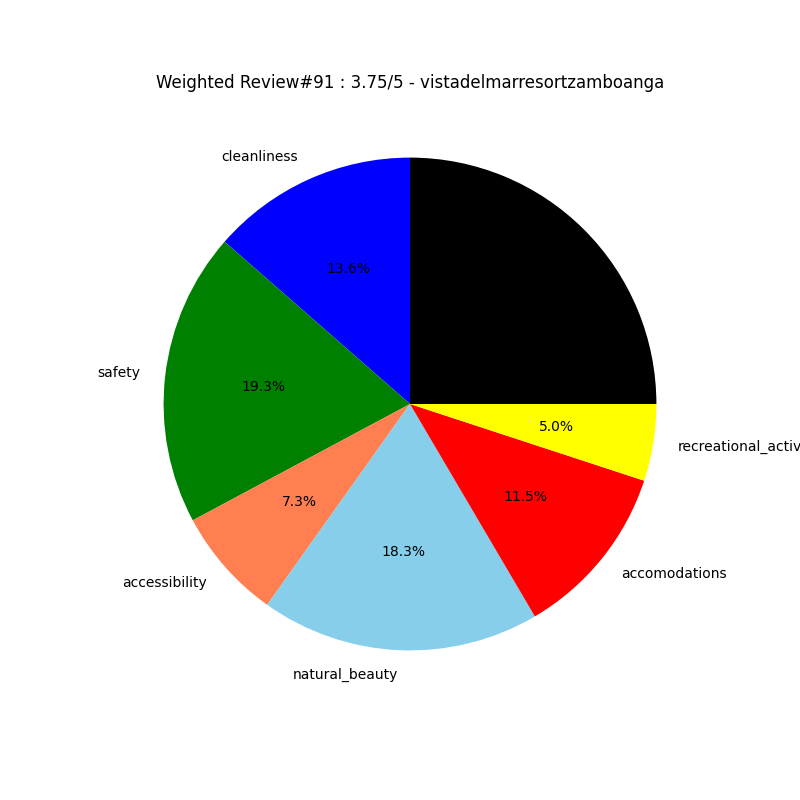 Weighted Review#91 : 3.75/5 - vistadelmarresortzamboanga
cleanliness
13.6%
safety
19.3%
5.0%
recreational_activ
7.3%
11.5%
18.3%
accomodations
accessibility
natural_beauty